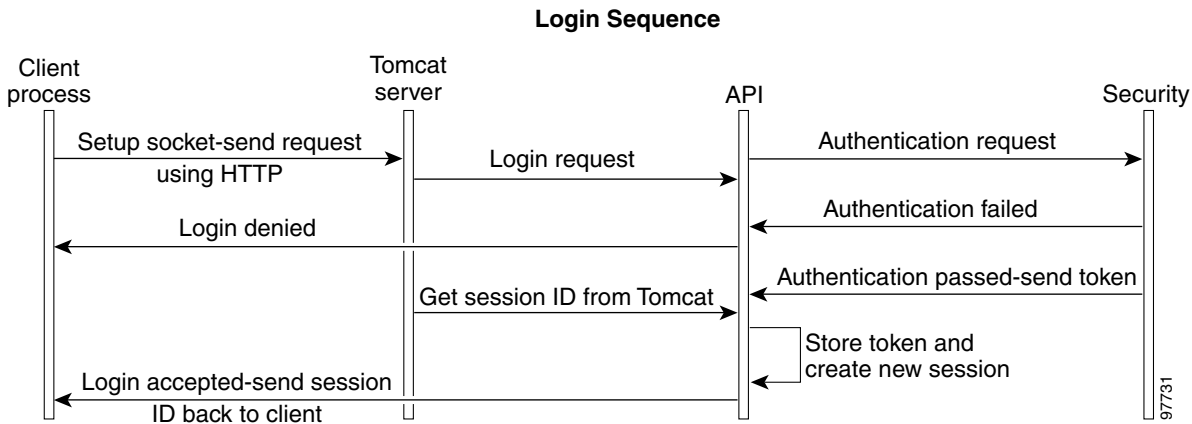 Login Sequence
Client
process
Tomcat
server
API
Security
Setup socket-send request
using HTTP
Login request
Authentication request
Authentication failed
Login denied
Authentication passed-send token
Get session ID from Tomcat
Store token and
create new session
Login accepted-send session
ID back to client
97731